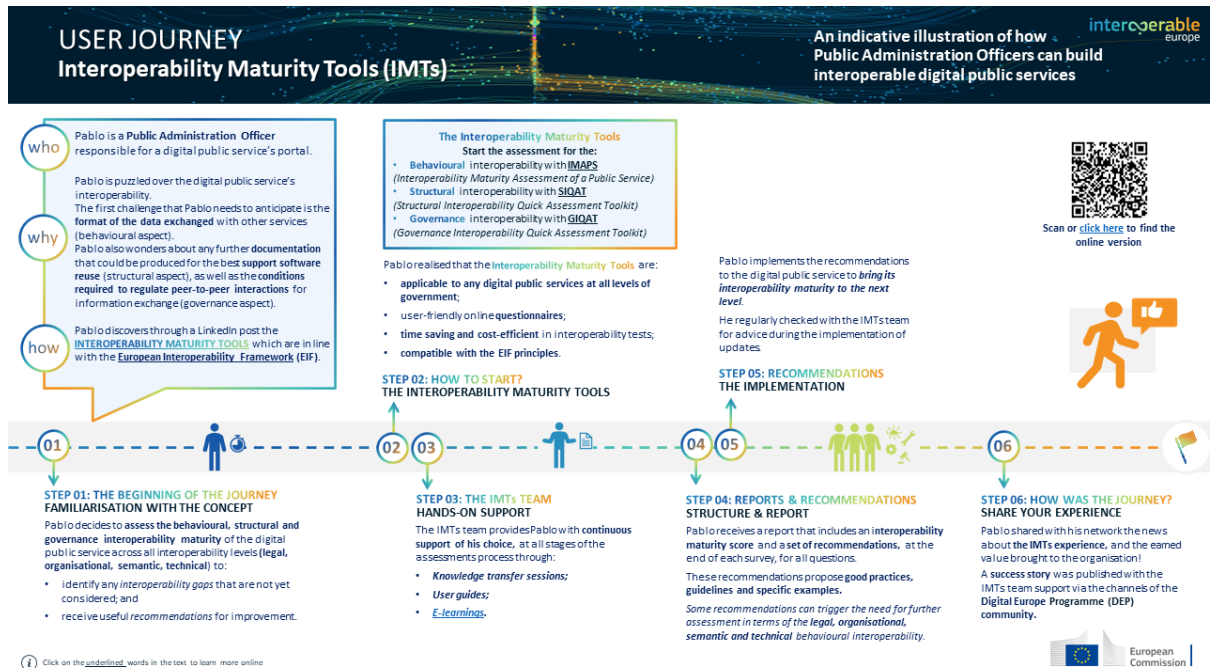 USER JOURNEY
Interoperability Maturity Tools (IMTs)
An indicative illustration of how
Public Administration Officers can build
interoperable digital public services
interoperable
europe
who
Pablo is a Public Administration Officer
responsible for a digital public service's portal.
why
Pablo is puzzled over the digital public service's
interoperability.
The first challenge that Pablo needs to anticipate is the
format of the data exchanged with other services
(behavioural aspect).
Pablo also wonders about any further documentation
that could be produced for the best support software
reuse (structural aspect), as well as the conditions
required to regulate peer-to-peer interactions for
information exchange (governance aspect).
how
Pablo discovers through a LinkedIn post the
INTEROPERABILITY MATURITY TOOLS which are in line
with the European Interoperability Framework (EIF).
The Interoperability Maturity Tools
Start the assessment for the:
• Behavioural interoperability with IMAPS
(Interoperability Maturity Assessment of a Public Service)
• Structural interoperability with SIQAT
(Structural Interoperability Quick Assessment Toolkit)
• Governance interoperability with GIQAT
(Governance Interoperability Quick Assessment Toolkit)
Pablo realised that the Interoperability Maturity Tools are:
• applicable to any digital public services at all levels of
government;
• user-friendly online questionnaires;
• time saving and cost-efficient in interoperability tests;
• compatible with the EIF principles.
STEP 02: HOW TO START?
THE INTEROPERABILITY MATURITY TOOLS
Scan or click here to find the
online version
Pablo implements the recommendations
to the digital public service to bring its
interoperability maturity to the next
level.
He regularly checked with the IMTs team
for advice during the implementation of
updates.
STEP 05: RECOMMENDATIONS
THE IMPLEMENTATION
01
02
03
04
05
06
STEP 01: THE BEGINNING OF THE JOURNEY
FAMILIARISATION WITH THE CONCEPT
Pablo decides to assess the behavioural, structural and
governance interoperability maturity of the digital
public service across all interoperability levels (legal,
organisational, semantic, technical) to:
• identify any interoperability gaps that are not yet
considered; and
• receive useful recommendations for improvement.
STEP 03: THE IMTs TEAM
HANDS-ON SUPPORT
The IMTs team provides Pablo with continuous
support of his choice, at all stages of the
assessments process through:
• Knowledge transfer sessions;
• User guides;
• E-learnings.
STEP 04: REPORTS & RECOMMENDATIONS
STRUCTURE & REPORT
Pablo receives a report that includes an interoperability
maturity score and a set of recommendations, at the
end of each survey, for all questions.
These recommendations propose good practices,
guidelines and specific examples.
Some recommendations can trigger the need for further
assessment in terms of the legal, organisational,
semantic and technical behavioural interoperability.
STEP 06: HOW WAS THE JOURNEY?
SHARE YOUR EXPERIENCE
Pablo shared with his network the news
about the IMTs experience, and the earned
value brought to the organisation!
A success story was published with the
IMTs team support via the channels of the
Digital Europe Programme (DEP)
community.
i Click on the underlined words in the text to learn more online
European
Commission